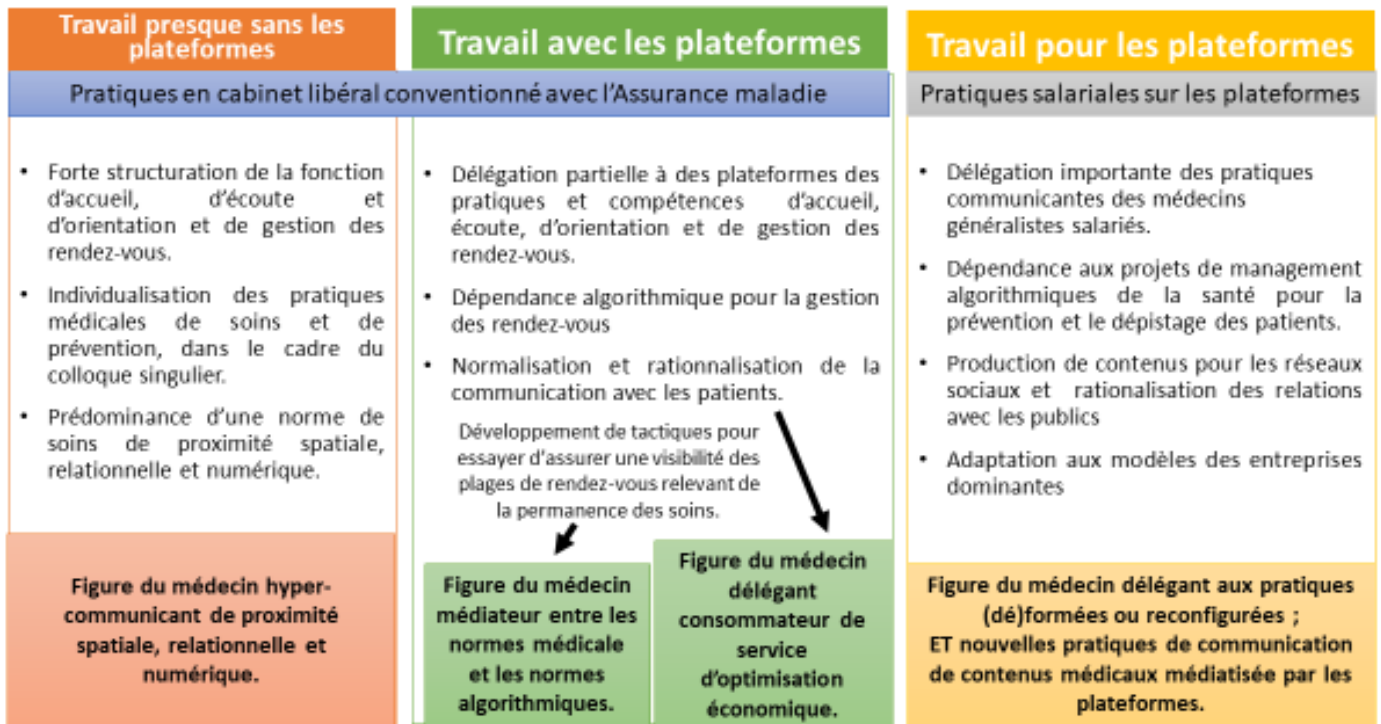 Travail presque sans les
plateformes
Travail avec les plateformes
Travail pour les plateformes
Pratiques en cabinet libéral conventionné avec l'Assurance maladie
Pratiques salariales sur les plateformes
• Forte structuration de la fonction
d'accueil, d'écoute et
d'orientation et de gestion des
rendez-vous.
• Individualisation des pratiques
médicales de soins et de
prévention, dans le cadre du
colloque singulier.
• Prédominance d'une norme de
soins de proximité spatiale,
relationnelle et numérique.
Figure du médecin hyper-
communicant de proximité
spatiale, relationnelle et
numérique.
• Délégation partielle à des plateformes des
pratiques et compétences d'accueil,
écoute, d'orientation et de gestion des
rendez-vous.
• Dépendance algorithmique pour la gestion
des rendez-vous
• Normalisation et rationnalisation de la
communication avec les patients.
Développement de tactiques pour
essayer d'assurer une visibilité des
plages de rendez-vous relevant de
la permanence des soins.
Figure du médecin
médiateur entre les
normes médicale
et les normes
algorithmiques.
Figure du médecin
délégant
consommateur de
service
d'optimisation
économique.
• Délégation importante des pratiques
communicantes des médecins
généralistes salariés.
• Dépendance aux projets de management
algorithmiques de la santé pour la
prévention et le dépistage des patients.
• Production de contenus pour les réseaux
sociaux et rationalisation des relations
avec les publics
• Adaptation aux modèles des entreprises
dominantes
Figure du médecin délégant aux pratiques
(dé)formées ou reconfigurées ;
ET nouvelles pratiques de communication
de contenus médicaux médiatisée par les
plateformes.